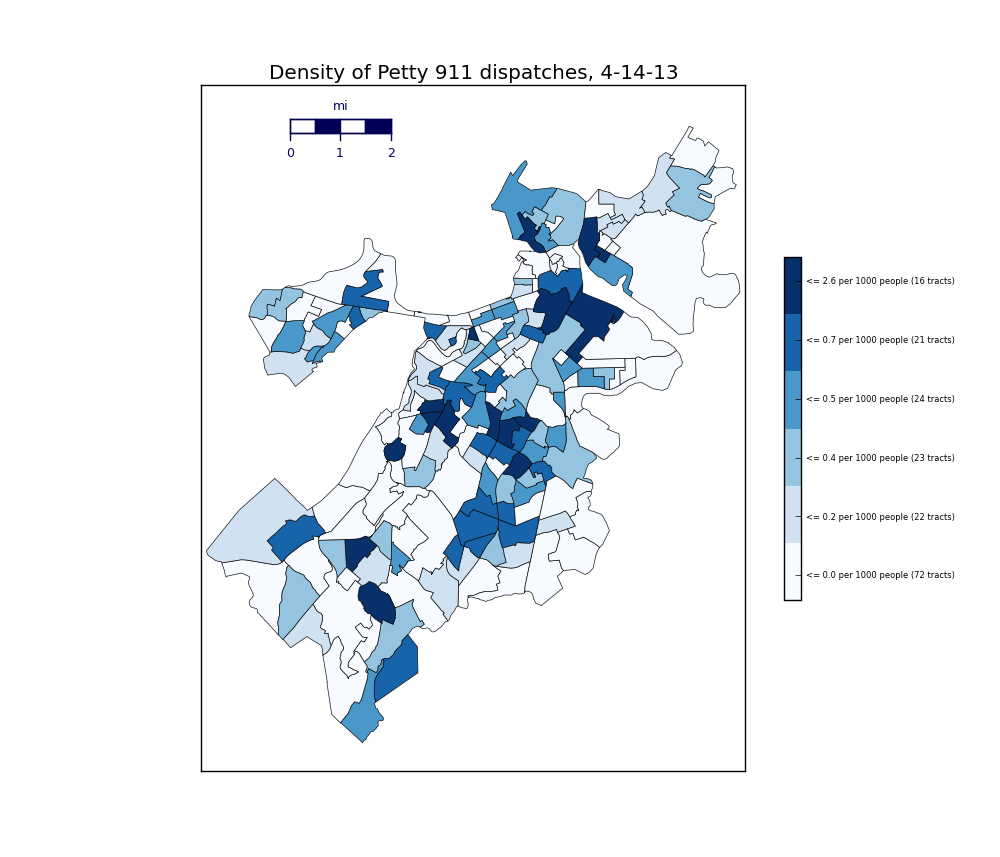 Density of Petty 911 dispatches, 4-14-13
mi
0 1 2
<= 2.6 per 1000 people (16 tracts)
<= 0.7 per 1000 people (21 tracts)
<= 0.5 per 1000 people (24 tracts)
<= 0.4 per 1000 people (23 tracts)
<= 0.2 per 1000 people (22 tracts)
<= 0.0 per 1000 people (72 tracts)